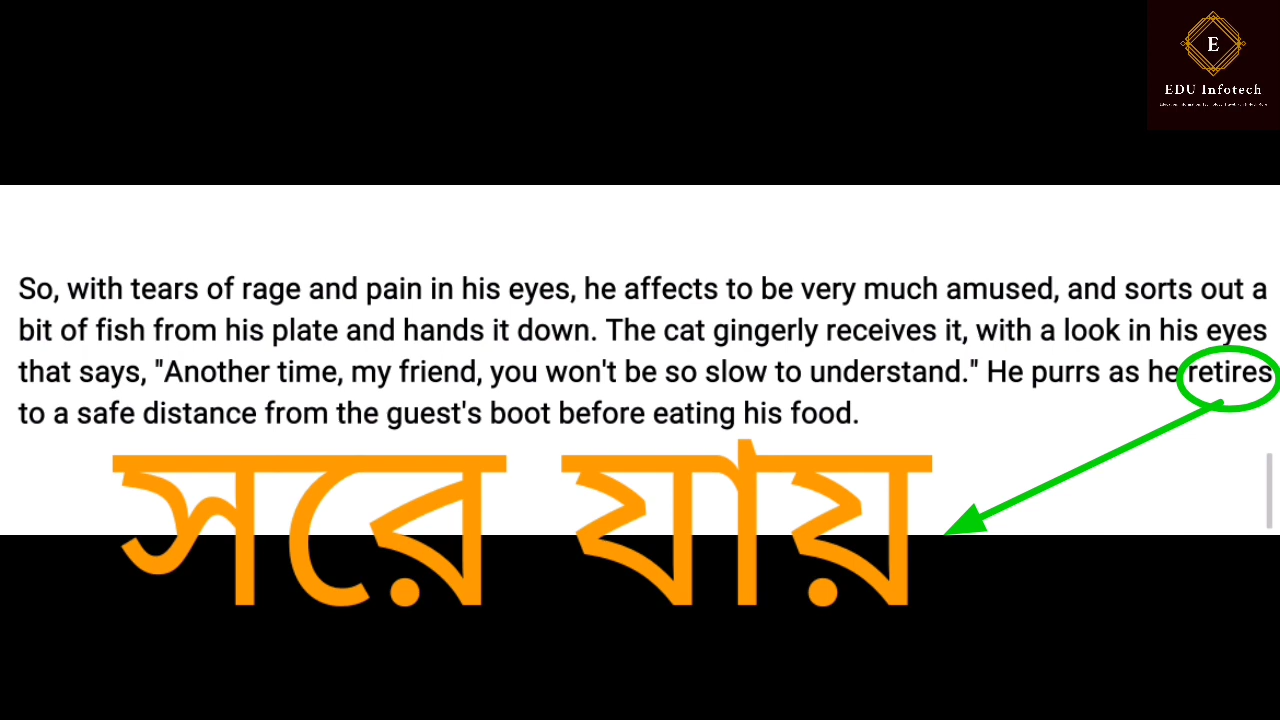 E
EDU Infotech
So, with tears of rage and pain in his eyes, he affects to be very much amused, and sorts out a
bit of fish from his plate and hands it down. The cat gingerly receives it, with a look in his eyes
that says, "Another time, my friend, you won't be so slow to understand." He purrs as he retires
to a safe distance from the guest's boot before eating his food.
সরে যায়